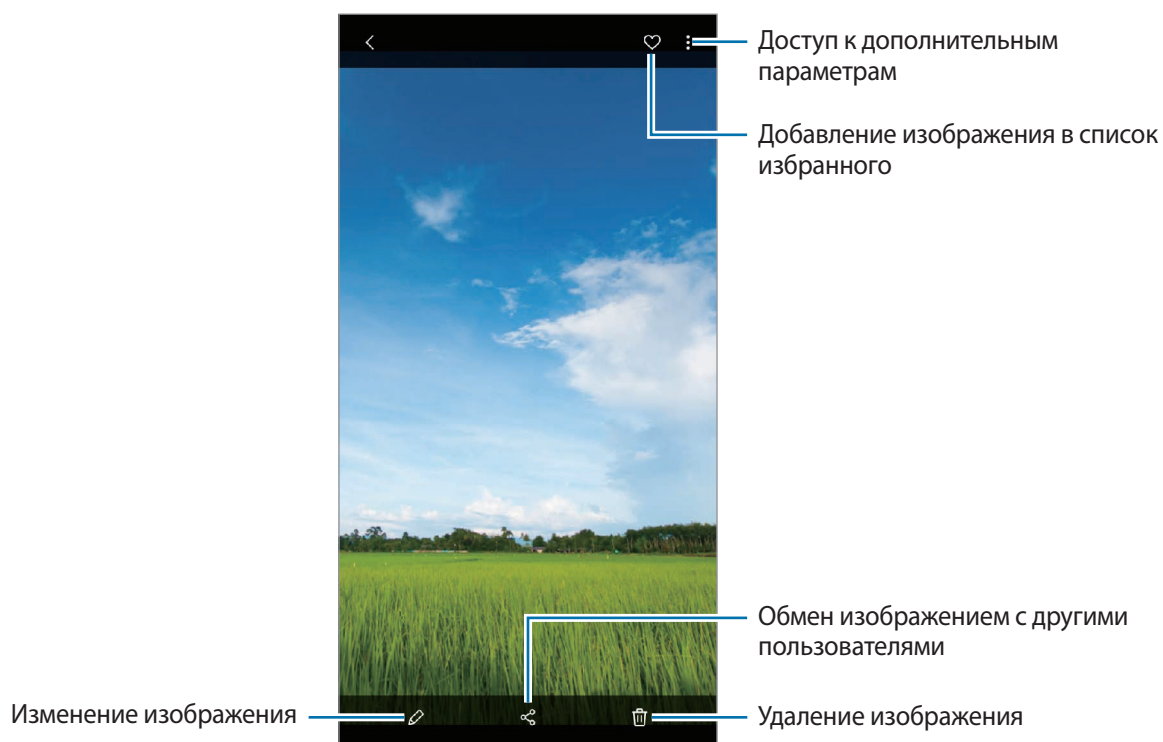 Доступ к дополнительным
параметрам
Добавление изображения в список
избранного
Обмен изображением с другими
пользователями
Изменение изображения
Удаление изображения